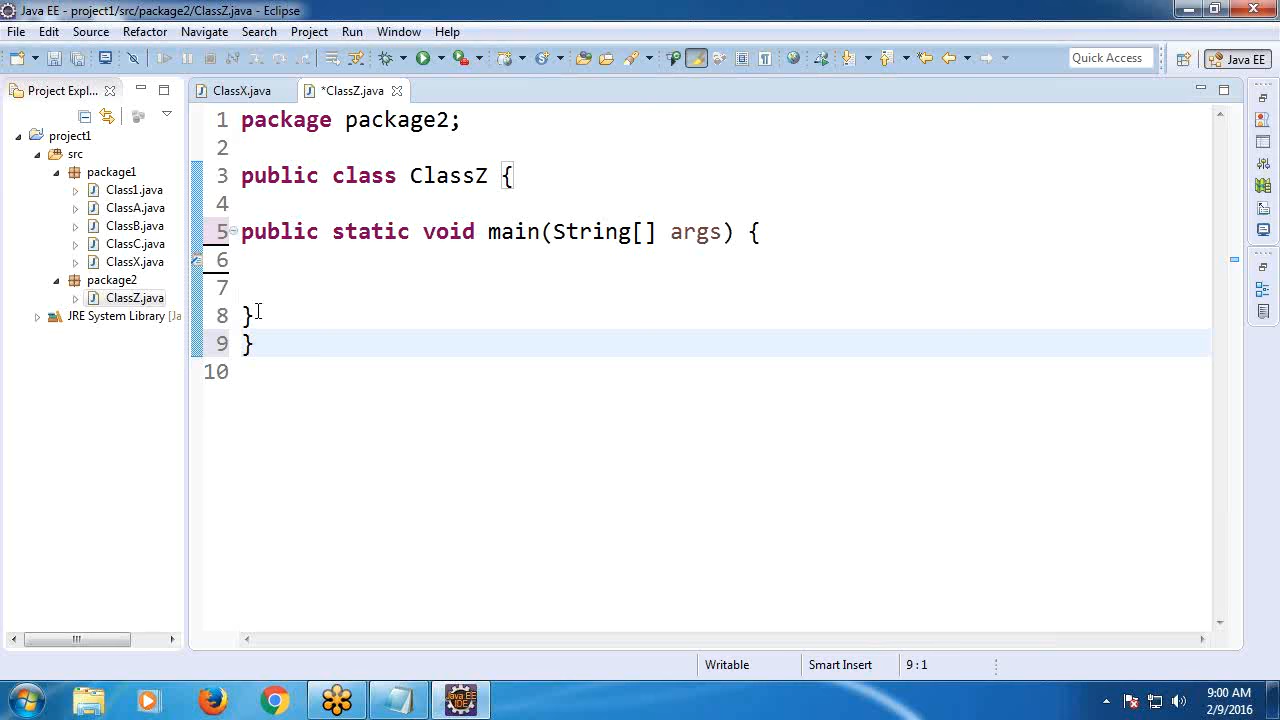 Java EE - project1/src/package2/ClassZ.java - Eclipse
File Edit Source Refactor Navigate Search Project Run Window Help
Quick Access
Java EE
Project Expl...
ClassX.java
*ClassZ.java
project1
src
package1
Class1.java
ClassA.java
ClassB.java
ClassC.java
ClassX.java
package2
ClassZ.java
JRE System Library [Ja
1 package package2;
2
3 public class ClassZ {
4
5 public static void main(String[] args) {
6
7
8 }
9 }
10
Writable
Smart Insert
9 : 1
Java EE
IDE
9:00 AM
2/9/2016